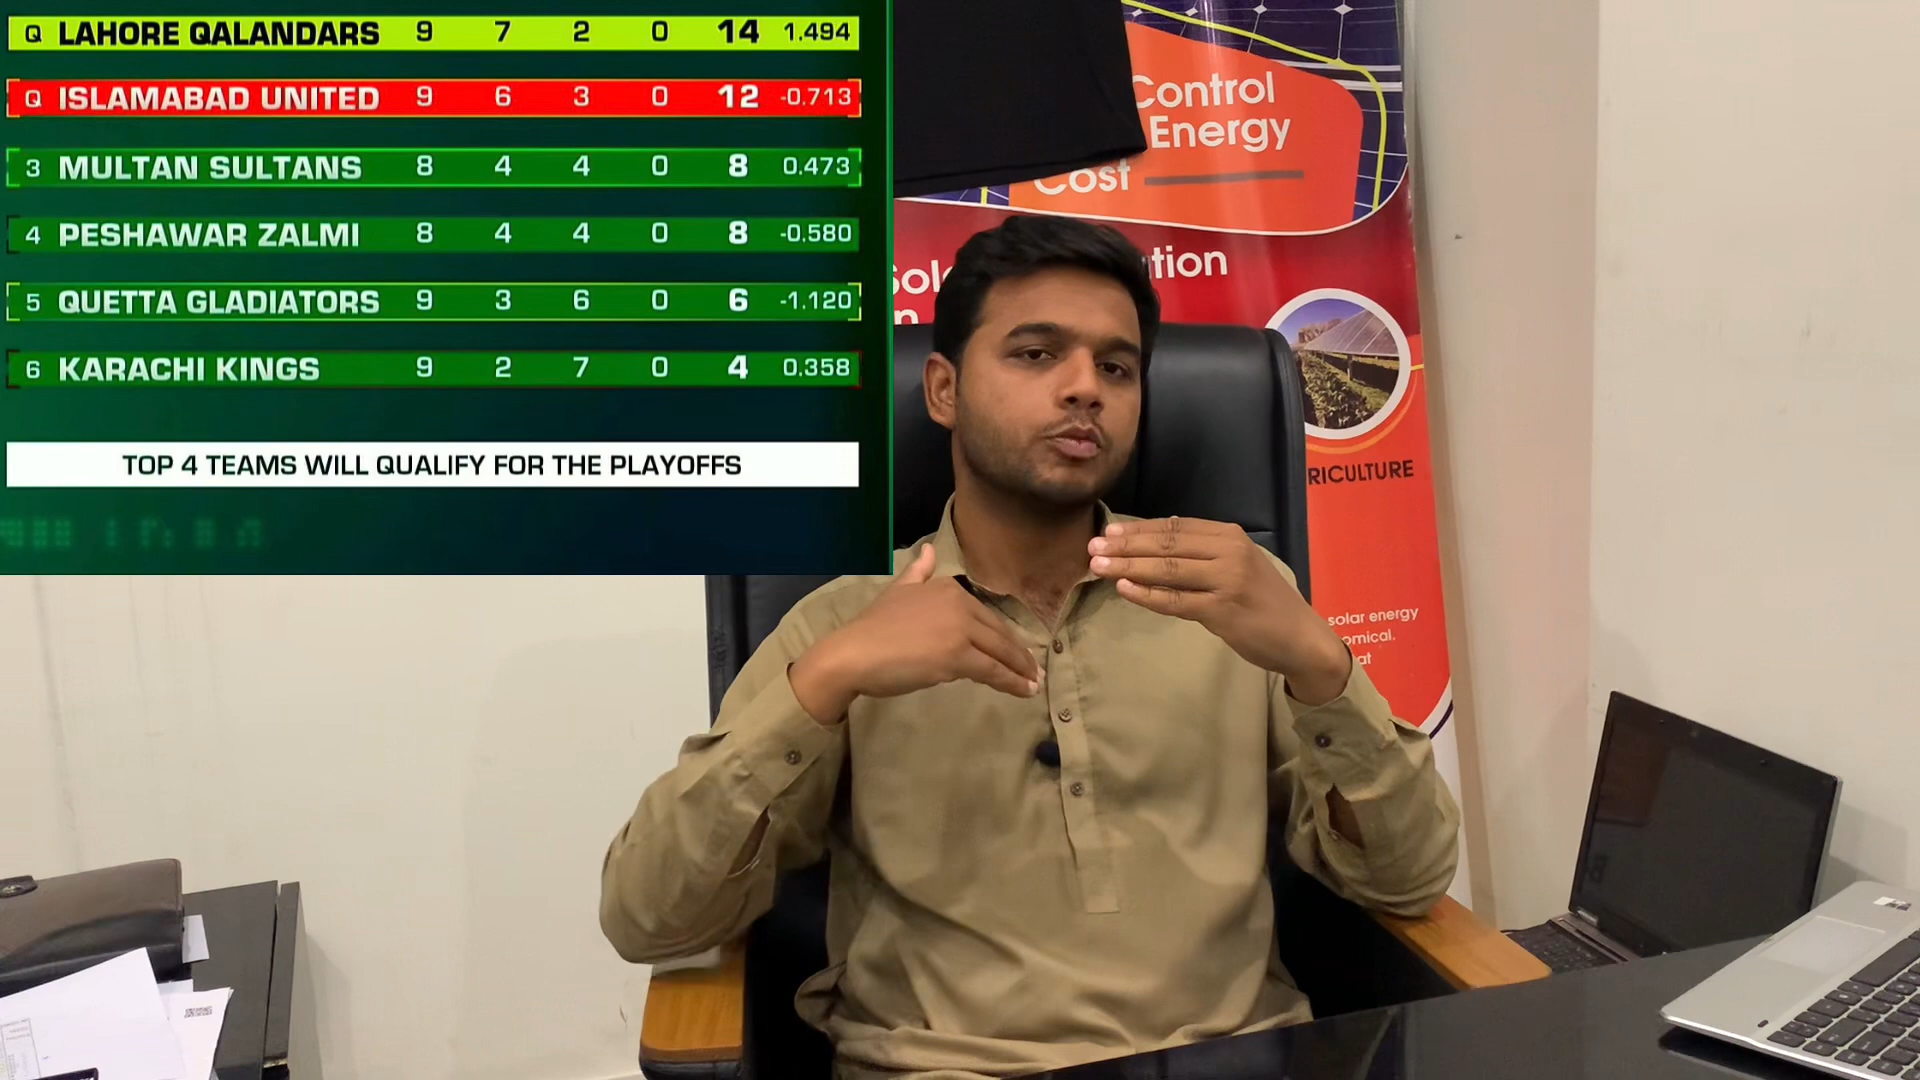 Q LAHORE QALANDARS 9 7 2 0 14 1.494
Q ISLAMABAD UNITED 9 6 3 0 12 -0.713
3 MULTAN SULTANS 8 4 4 0 8 0.473
4 PESHAWAR ZALMI 8 4 4 0 8 -0.580
5 QUETTA GLADIATORS 9 3 6 0 6 -1.120
6 KARACHI KINGS 9 2 7 0 4 0.358
TOP 4 TEAMS WILL QUALIFY FOR THE PLAYOFFS
Control
Energy
Cost
tion
RICULTURE
solar energy
omical.
at